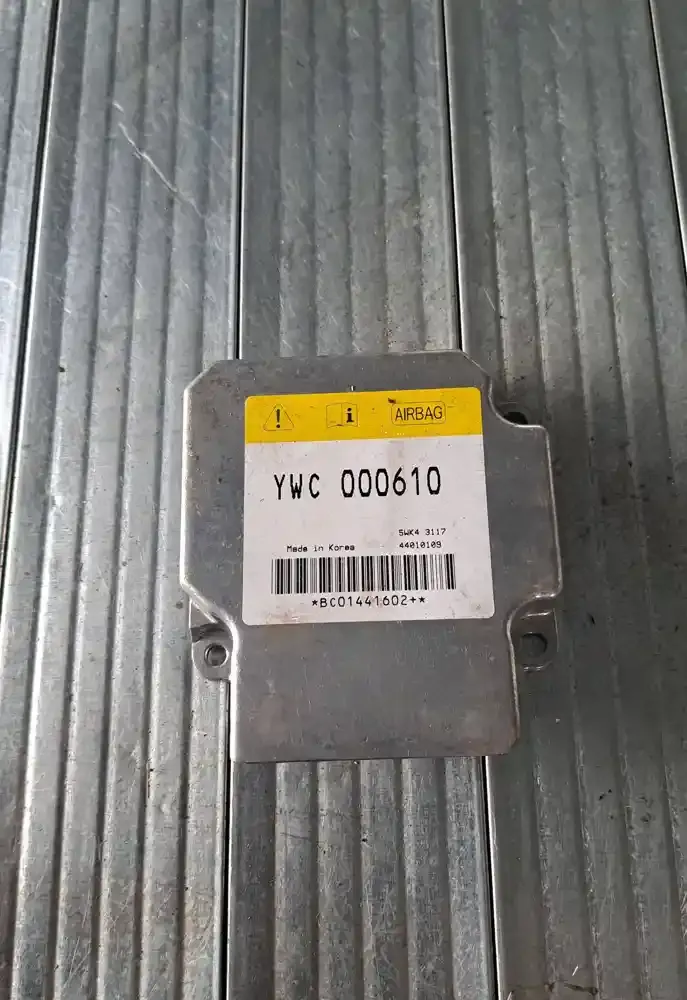 ! i AIRBAG
YWC 000610
5WK4 3117
Made in Korea 44010109
*BC01441602+*